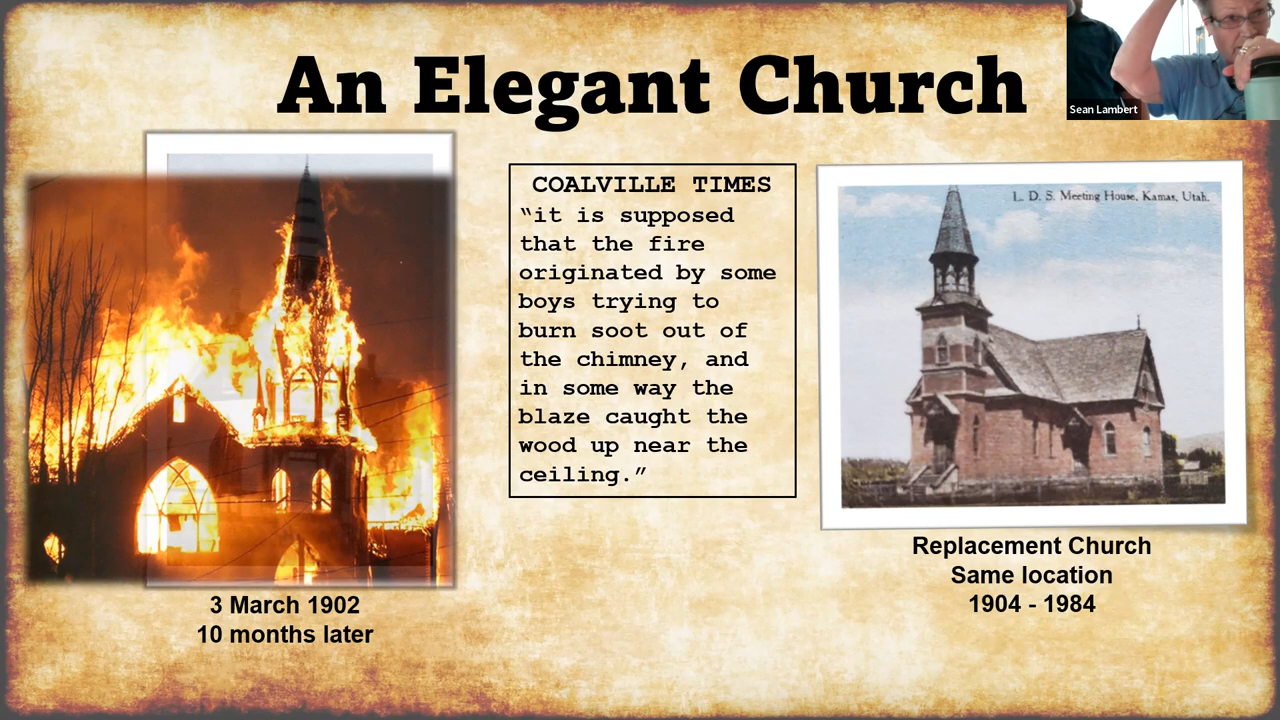 An Elegant Church
Sean Lambert
COALVILLE TIMES
“it is supposed
that the fire
originated by some
boys trying to
burn soot out of
the chimney, and
in some way the
blaze caught the
wood up near the
ceiling.”
L. D. S. Meeting House, Kamas, Utah.
3 March 1902
10 months later
Replacement Church
Same location
1904 - 1984